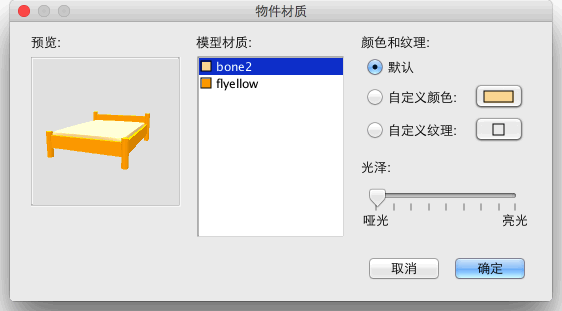 物件材质
预览:
模型材质:
bone2
flyellow
颜色和纹理:
默认
自定义颜色:
自定义纹理:
光泽:
哑光
亮光
取消
确定